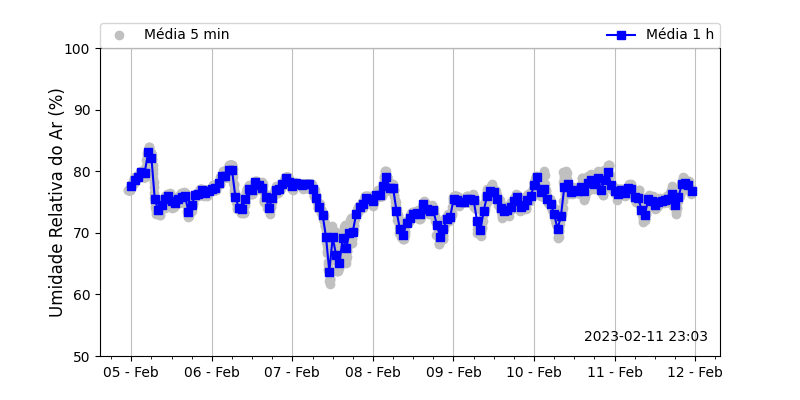 Média 5 min
Média 1 h
Umidade Relativa do Ar (%)
100
90
80
70
60
50
2023-02-11 23:03
05 - Feb
06 - Feb
07 - Feb
08 - Feb
09 - Feb
10 - Feb
11 - Feb
12 - Feb